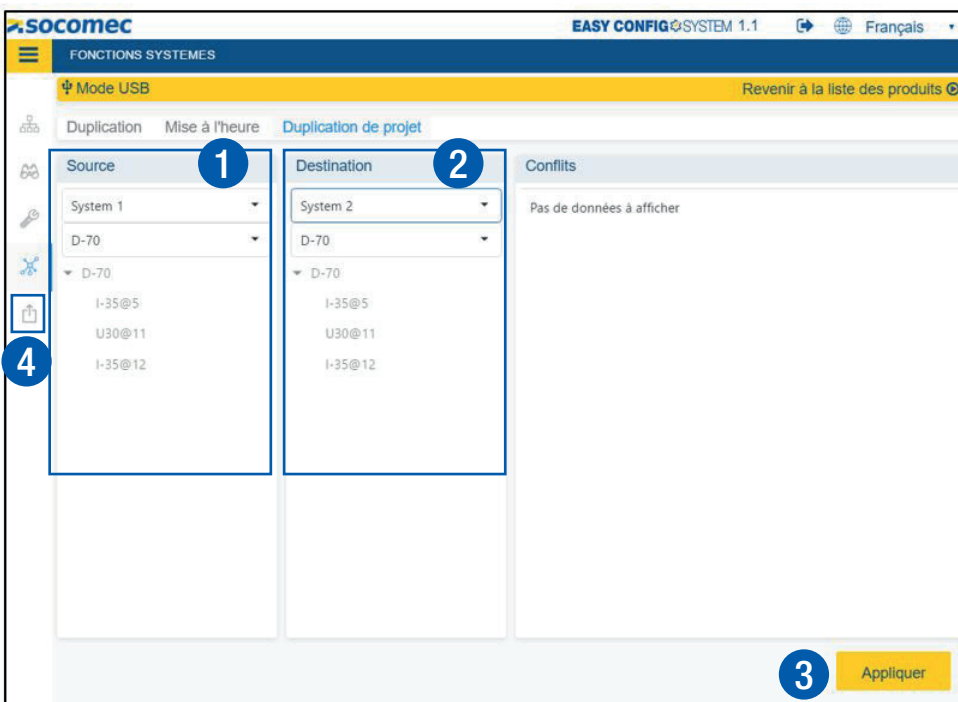 socomec EASY CONFIG SYSTEM 1.1 Français
FONCTIONS SYSTEMES
Mode USB Revenir à la liste des produits
Duplication Mise à l'heure Duplication de projet
Source 1 Destination 2 Conflits
System 1 System 2 Pas de données à afficher
D-70 D-70
D-70 D-70
I-35@5 I-35@5
U30@11 U30@11
4 I-35@12 I-35@12
3 Appliquer